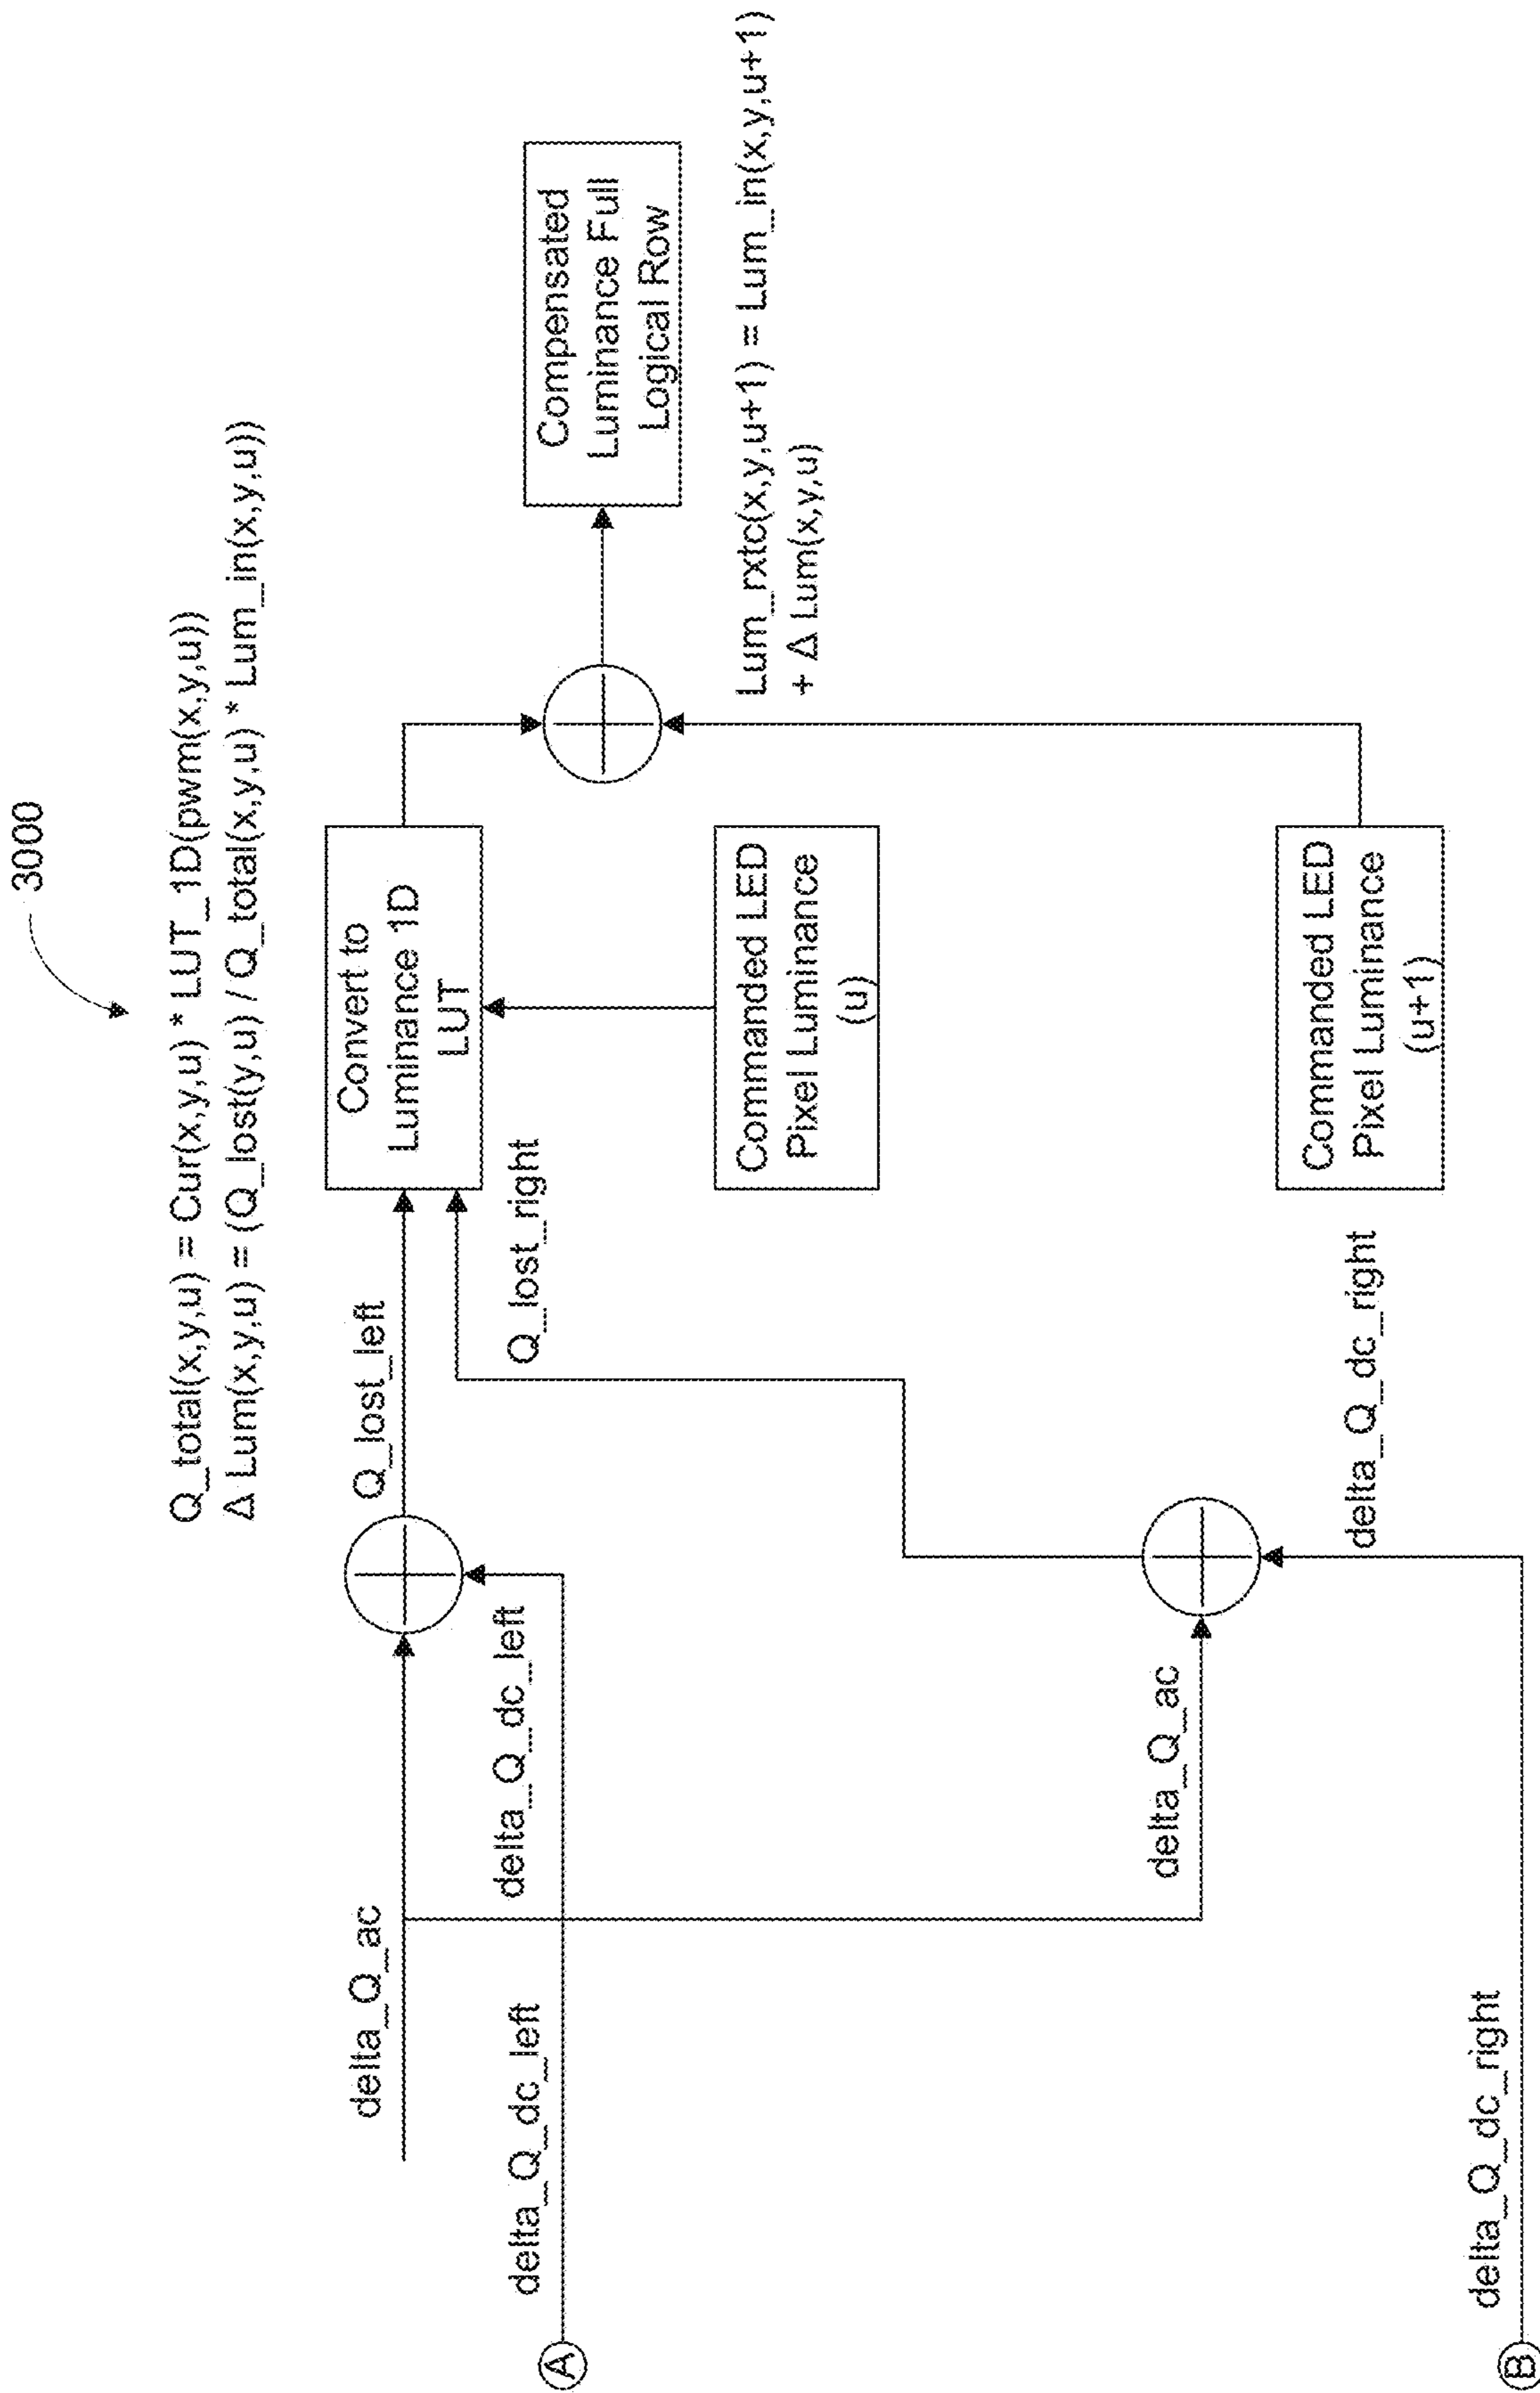 3000
Q_total(x,y,u) = Cur(x,y,u) * LUT_1D(pwm(x,y,u))
Δ Lum(x,y,u) = (Q_lost(y,u) / Q_total(x,y,u) * Lum_in(x,y,u))
delta_Q_ac
Q_lost_left
Convert to
Luminance 1D
LUT
delta_Q_dc_left
delta_Q_dc_left
Q_lost_right
A
Compensated
Luminance Full
Logical Row
Commanded LED
Pixel Luminance
(u)
Lum_rxtc(x,y,u+1) = Lum_in(x,y,u+1)
+ Δ Lum(x,y,u)
delta_Q_ac
Commanded LED
Pixel Luminance
(u+1)
delta_Q_dc_right
delta_Q_dc_right
B